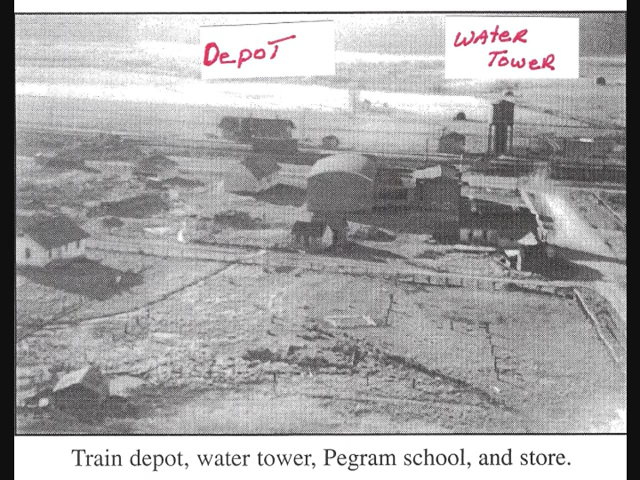 DEPOT
WATER
TOWER
Train depot, water tower, Pegram school, and store.